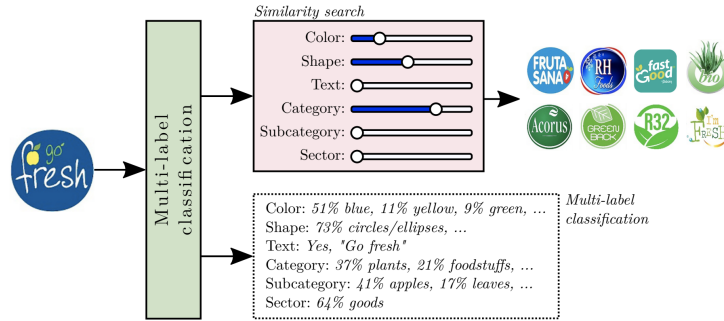 Similarity search
Color:
Shape:
Text:
Category:
Subcategory:
Sector:
go
fresh
Multi-label
classification
FRUTA
SANA
RH
Foods
fast
Good
bio
Acorus
GREEN
BACK
R32
I'm
FRESH
Color: 51% blue, 11% yellow, 9% green, ...
Shape: 73% circles/ellipses, ...
Text: Yes, "Go fresh"
Category: 37% plants, 21% foodstuffs, ...
Subcategory: 41% apples, 17% leaves, ...
Sector: 64% goods
Multi-label
classification